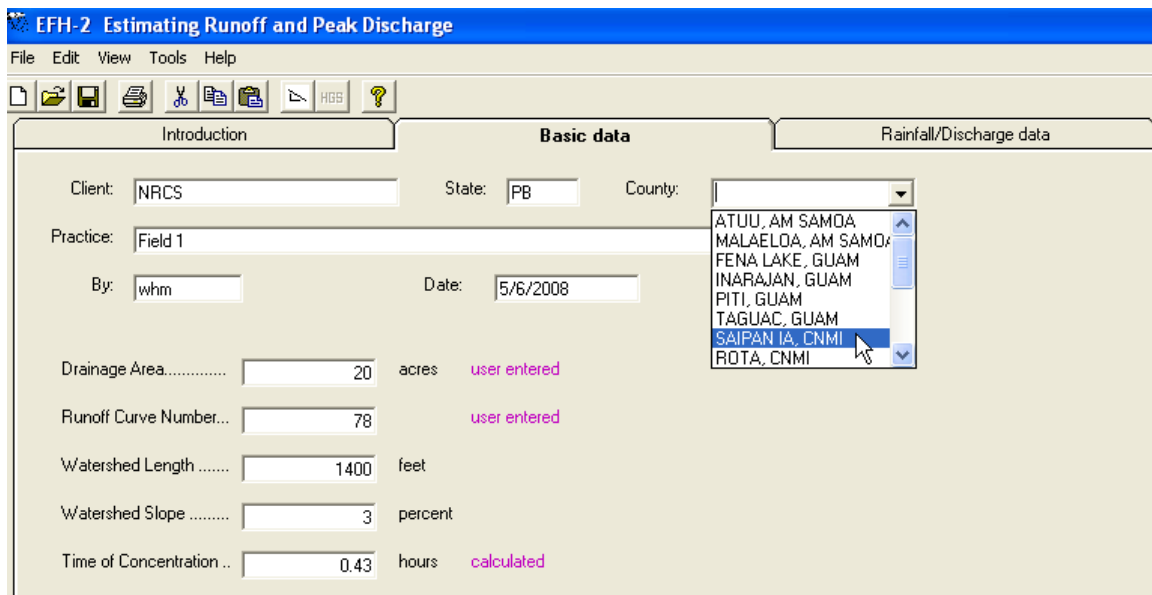 EFH-2 Estimating Runoff and Peak Discharge
File Edit View Tools Help
HGS ?
Introduction Basic data Rainfall/Discharge data
Client: NRCS State: PB County:
ATUU, AM SAMOA
MALAELOA, AM SAMOA
Practice: Field 1
FENA LAKE, GUAM
INARAJAN, GUAM
By: whm Date: 5/6/2008
PITI, GUAM
TAGUAC, GUAM
SAIPAN IA, CNMI
ROTA, CNMI
Drainage Area............. 20 acres user entered
Runoff Curve Number... 78 user entered
Watershed Length ....... 1400 feet
Watershed Slope ......... 3 percent
Time of Concentration .. 0.43 hours calculated